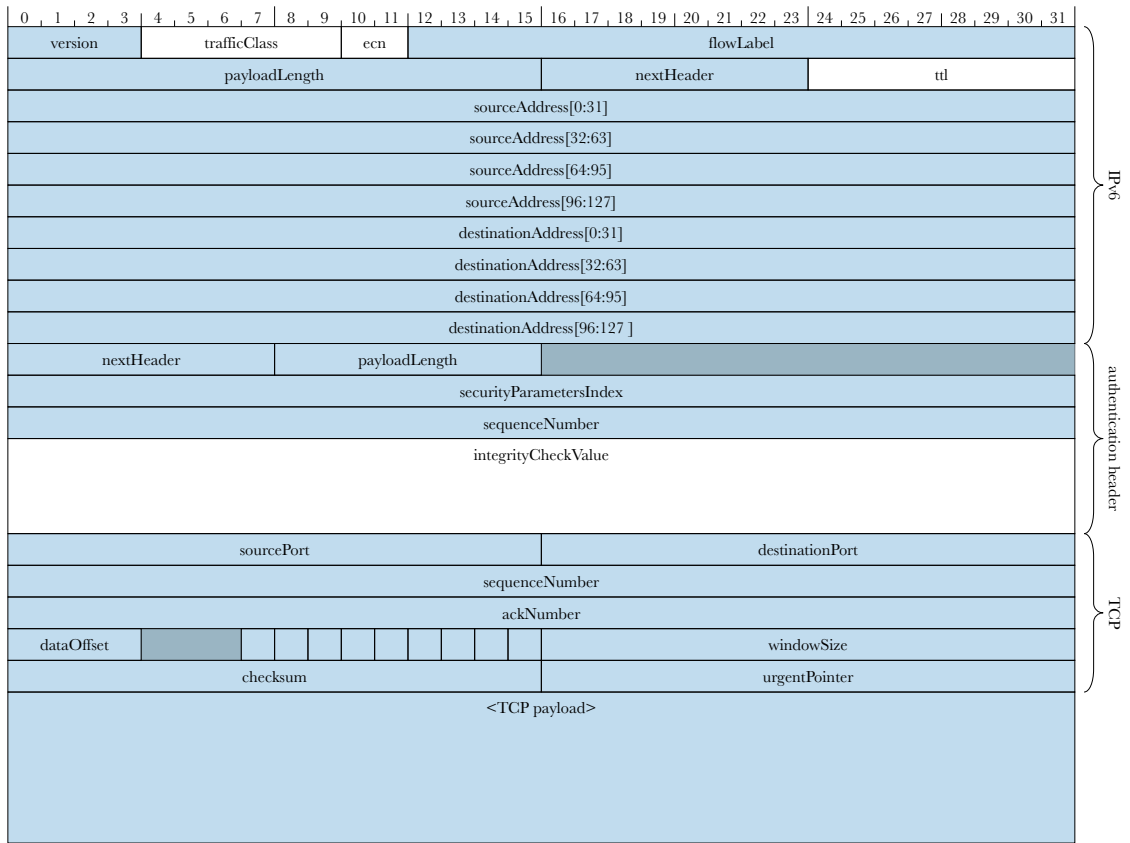 0 1 2 3 4 5 6 7 8 9 10 11 12 13 14 15 16 17 18 19 20 21 22 23 24 25 26 27 28 29 30 31
version trafficClass ecn flowLabel
payloadLength nextHeader ttl
sourceAddress[0:31]
sourceAddress[32:63]
sourceAddress[64:95]
sourceAddress[96:127]
destinationAddress[0:31]
destinationAddress[32:63]
destinationAddress[64:95]
destinationAddress[96:127 ]
IPv6
nextHeader payloadLength
securityParametersIndex
sequenceNumber
integrityCheckValue
authentication header
sourcePort destinationPort
sequenceNumber
ackNumber
dataOffset windowSize
checksum urgentPointer
TCP
<TCP payload>